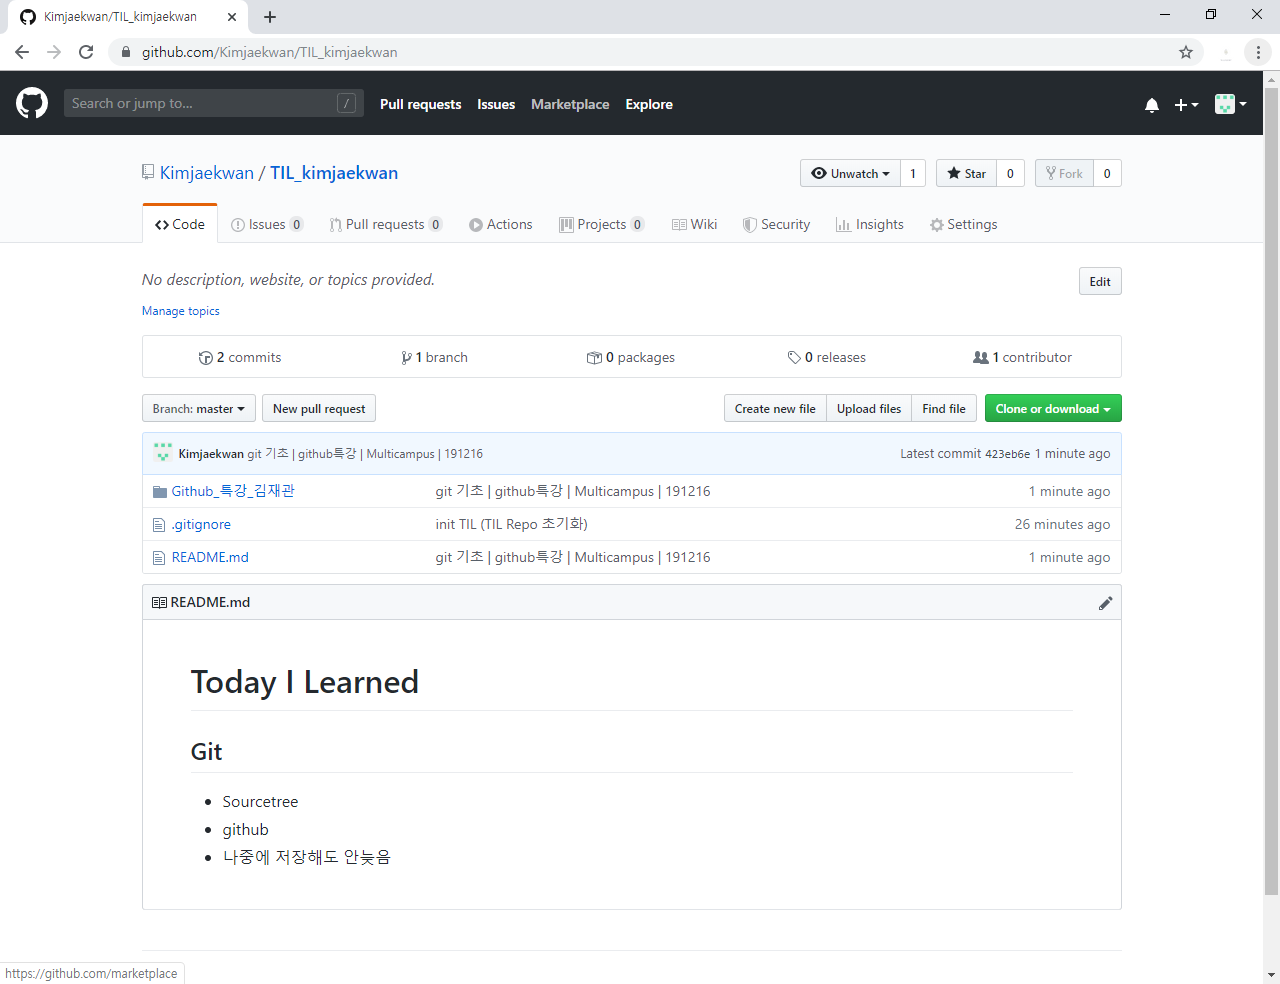 Kimjaekwan/TIL_kimjaekwan
github.com/Kimjaekwan/TIL_kimjaekwan
Search or jump to... / Pull requests Issues Marketplace Explore
Kimjaekwan / TIL_kimjaekwan Unwatch 1 Star 0 Fork 0
Code Issues 0 Pull requests 0 Actions Projects 0 Wiki Security Insights Settings
No description, website, or topics provided. Edit
Manage topics
2 commits 1 branch 0 packages 0 releases 1 contributor
Branch: master New pull request Create new file Upload files Find file Clone or download
Kimjaekwan git 기초 | github특강 | Multicampus | 191216 Latest commit 423eb6e 1 minute ago
Github_특강_김재관 git 기초 | github특강 | Multicampus | 191216 1 minute ago
.gitignore init TIL (TIL Repo 초기화) 26 minutes ago
README.md git 기초 | github특강 | Multicampus | 191216 1 minute ago
README.md
Today I Learned
Git
• Sourcetree
• github
• 나중에 저장해도 안늦음
https://github.com/marketplace